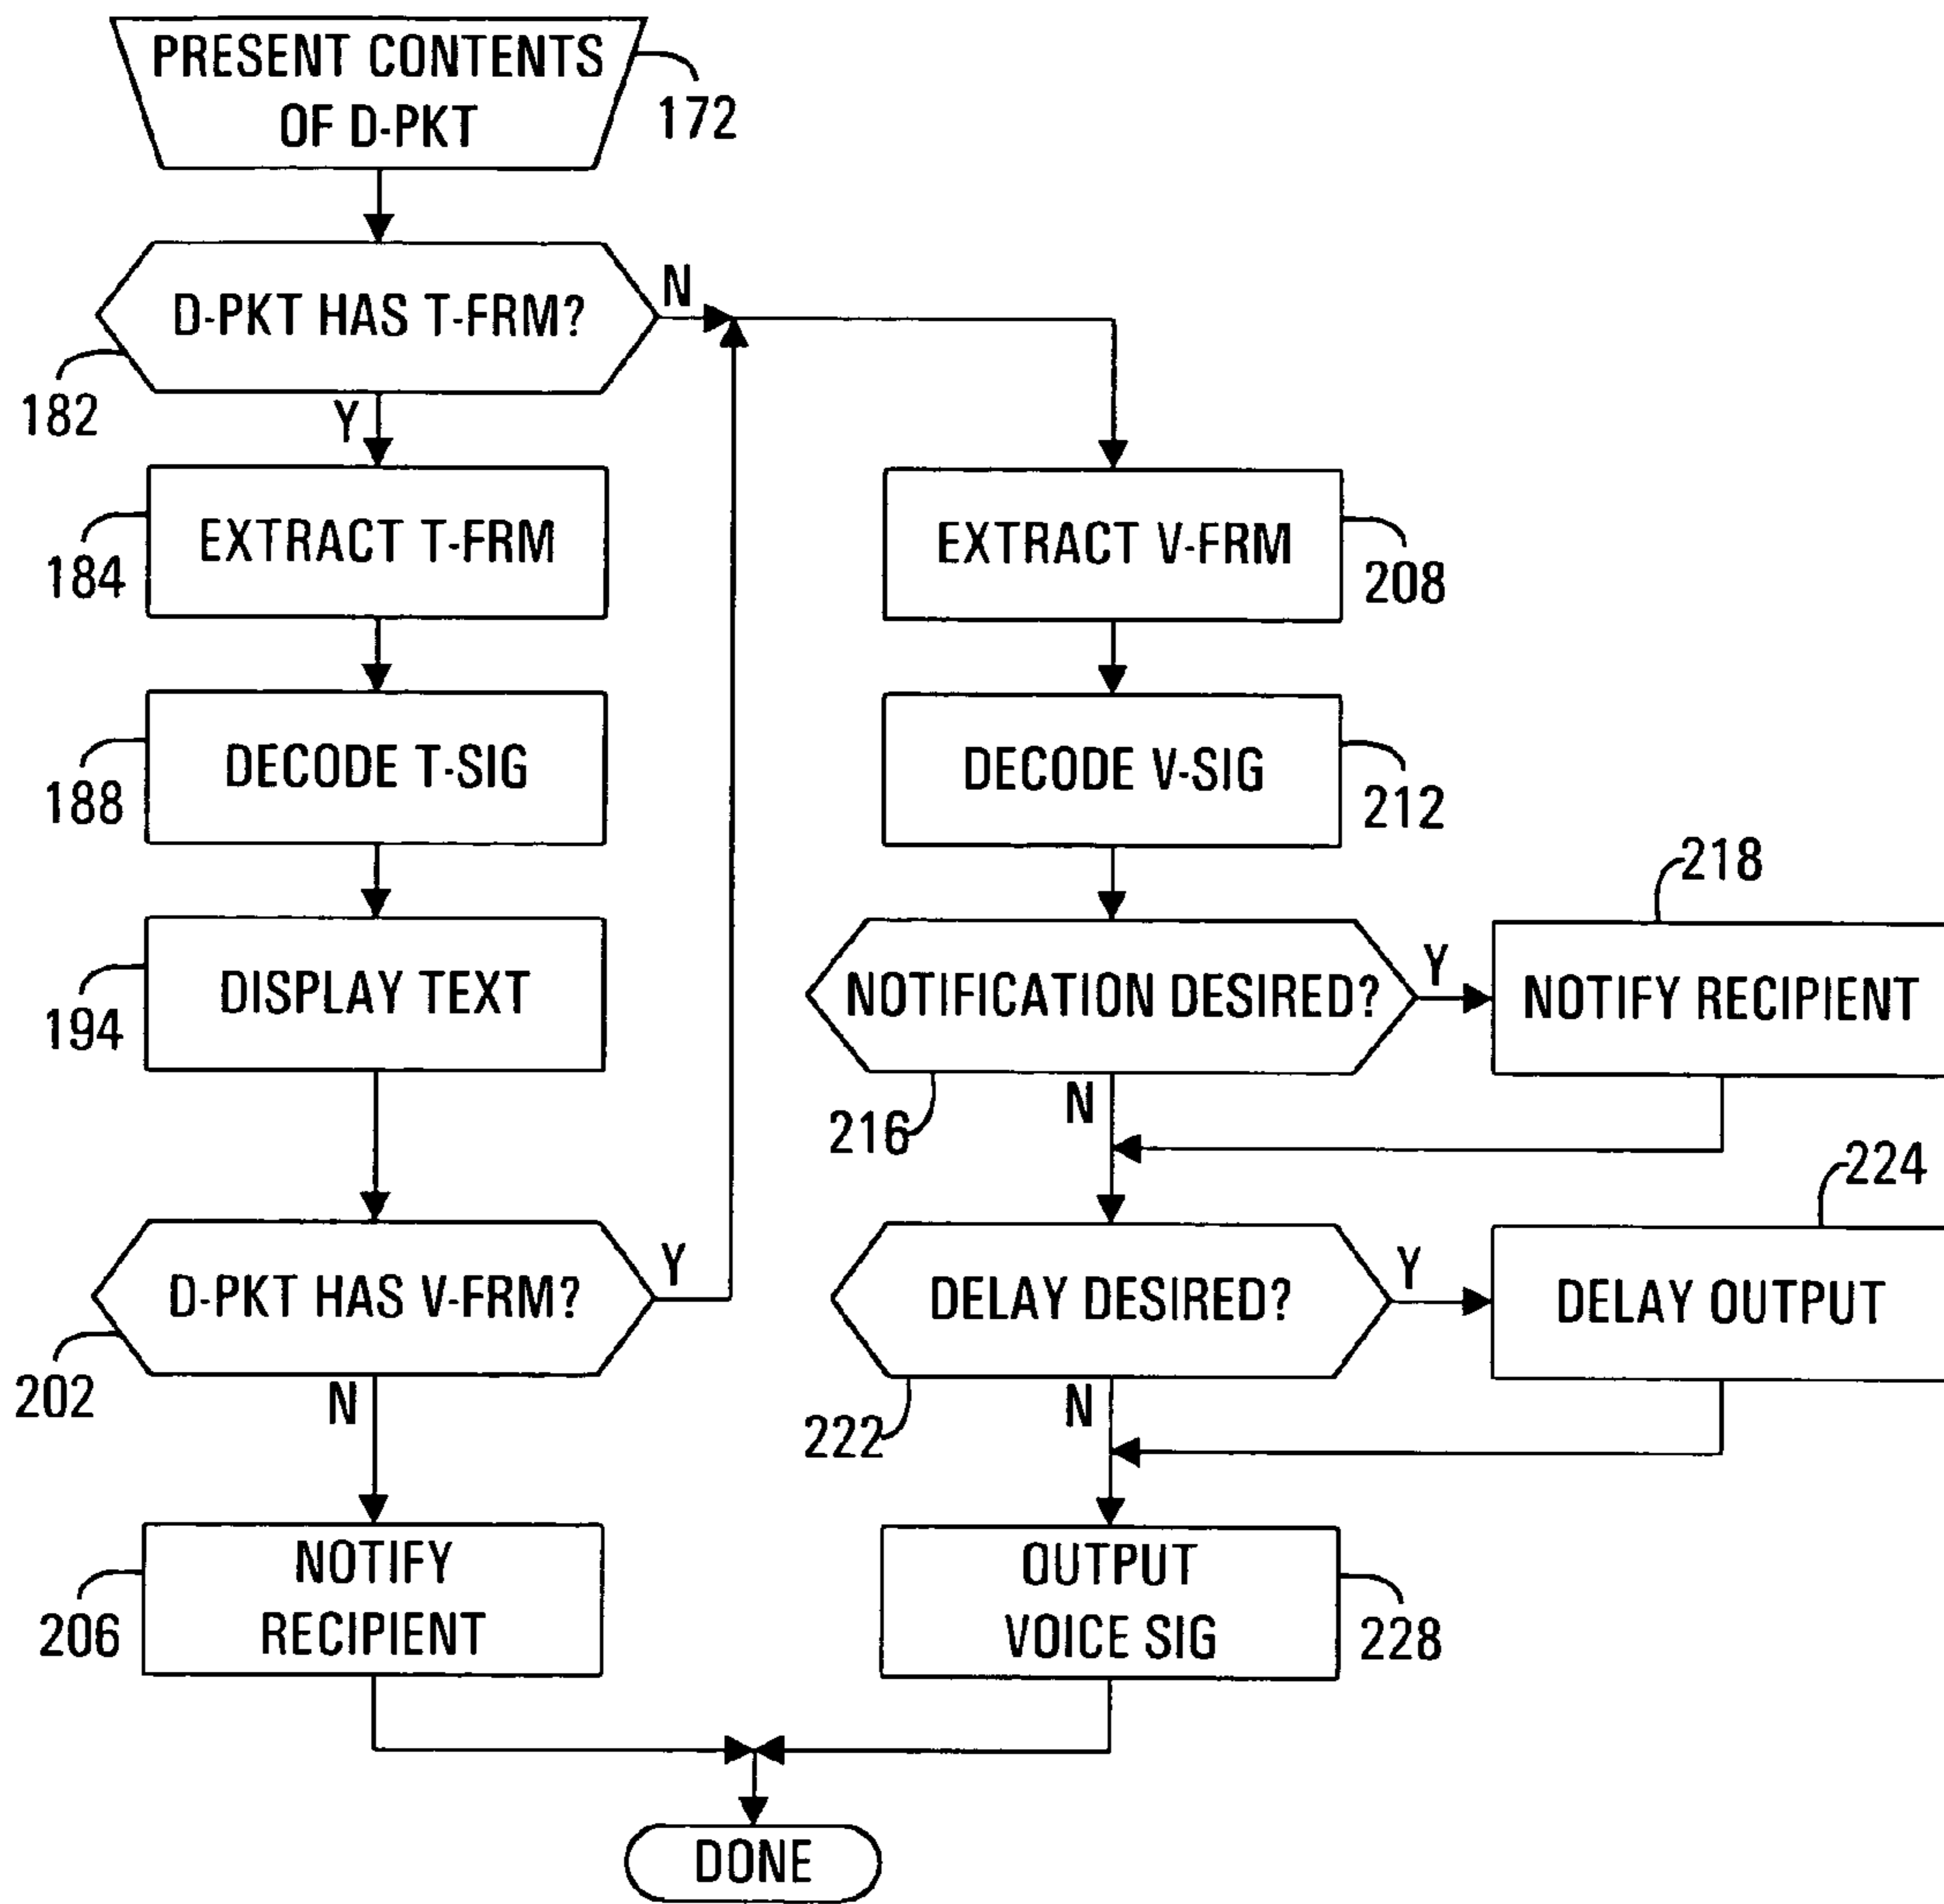 PRESENT CONTENTS
OF D-PKT
172
D-PKT HAS T-FRM?
N
182
Y
EXTRACT T-FRM
184
EXTRACT V-FRM
208
DECODE T-SIG
188
DECODE V-SIG
212
218
DISPLAY TEXT
194
NOTIFICATION DESIRED?
Y
NOTIFY RECIPIENT
216
N
224
D-PKT HAS V-FRM?
Y
202
N
DELAY DESIRED?
Y
DELAY OUTPUT
222
N
NOTIFY
RECIPIENT
206
OUTPUT
VOICE SIG
228
DONE